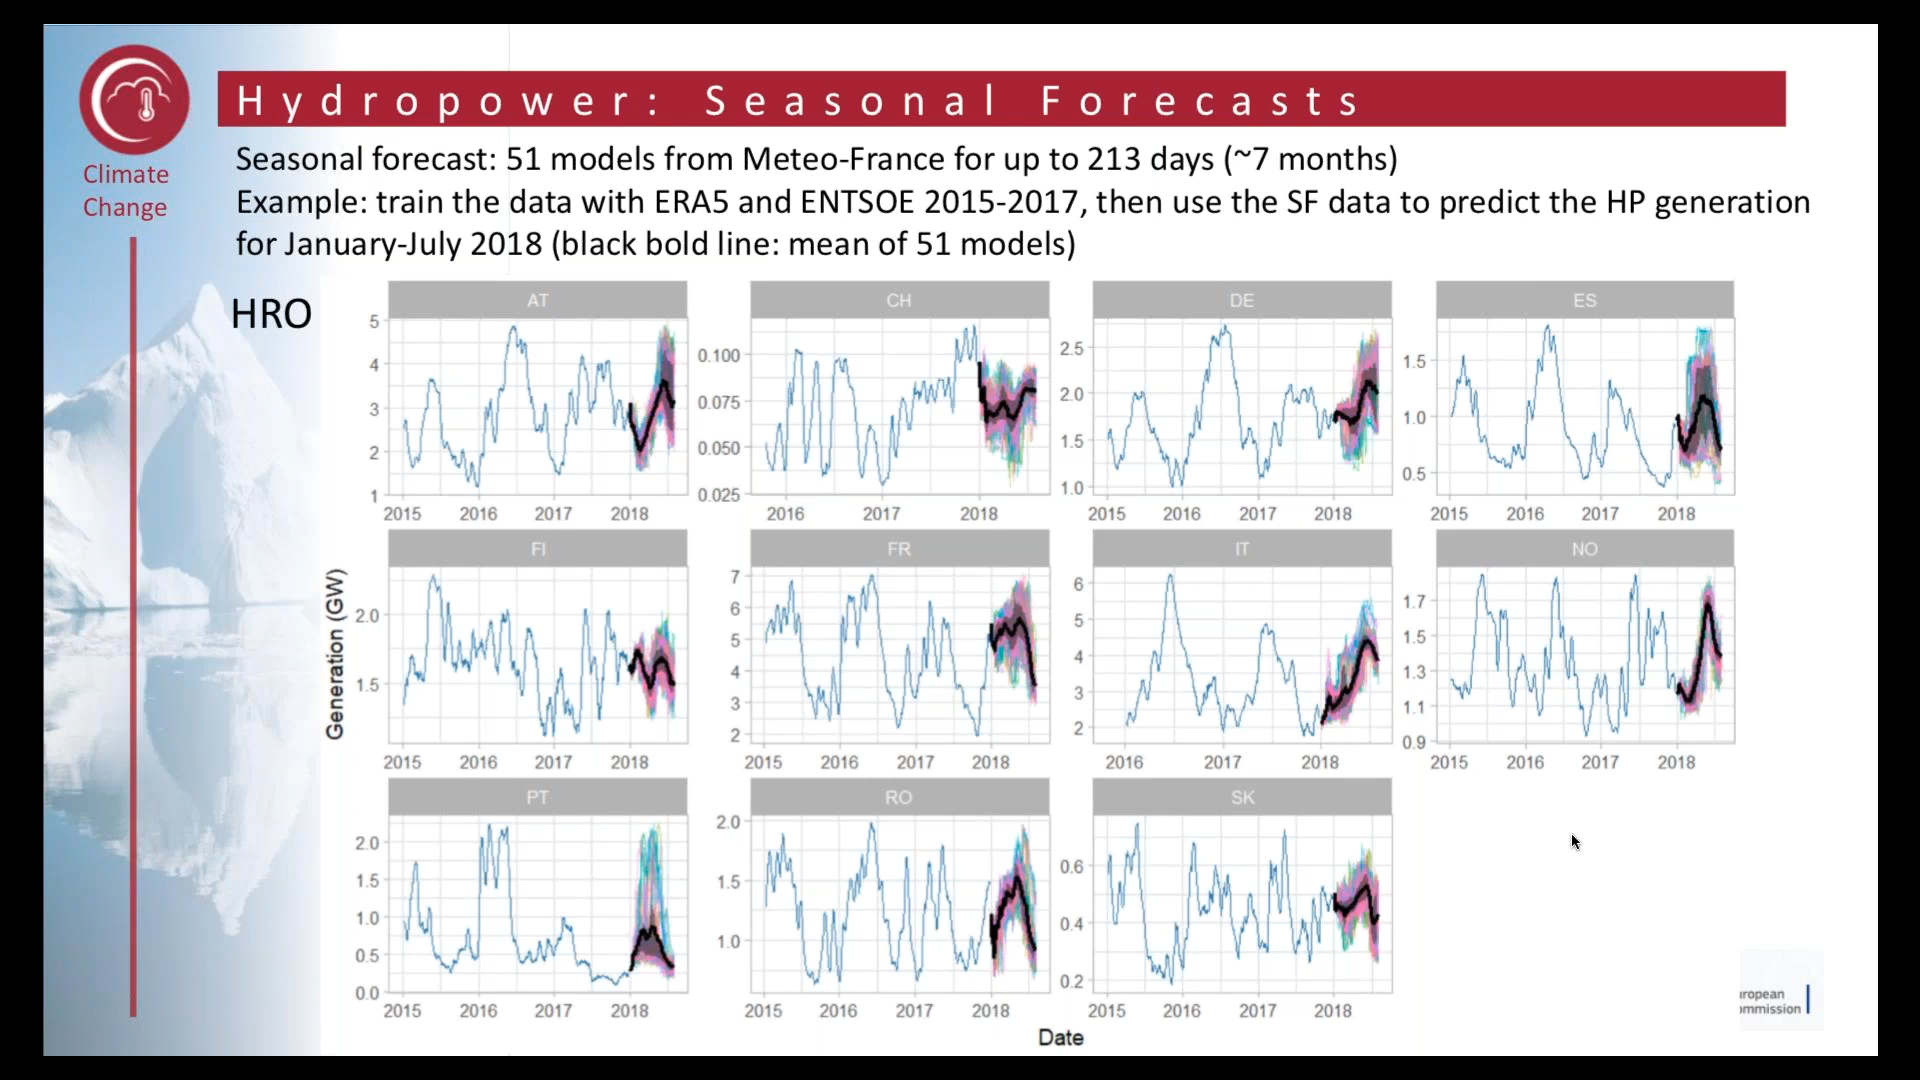 Hydropower: Seasonal Forecasts
Climate
Change
Seasonal forecast: 51 models from Meteo-France for up to 213 days (~7 months)
Example: train the data with ERA5 and ENTSOE 2015-2017, then use the SF data to predict the HP generation
for January-July 2018 (black bold line: mean of 51 models)
HRO
AT
5
4
3
2
1
2015 2016 2017 2018
CH
0.100
0.075
0.050
0.025
2016 2017 2018
DE
2.5
2.0
1.5
1.0
2015 2016 2017 2018
ES
1.5
1.0
0.5
2015 2016 2017 2018
Generation (GW)
FI
2.0
1.5
2015 2016 2017 2018
FR
7
6
5
4
3
2
2015 2016 2017 2018
IT
6
5
4
3
2
2016 2017 2018
NO
1.7
1.5
1.3
1.1
0.9
2015 2016 2017 2018
PT
2.0
1.5
1.0
0.5
0.0
2015 2016 2017 2018
RO
2.0
1.5
1.0
2015 2016 2017 2018
SK
0.6
0.4
0.2
2015 2016 2017 2018
Date
uropean
ommission